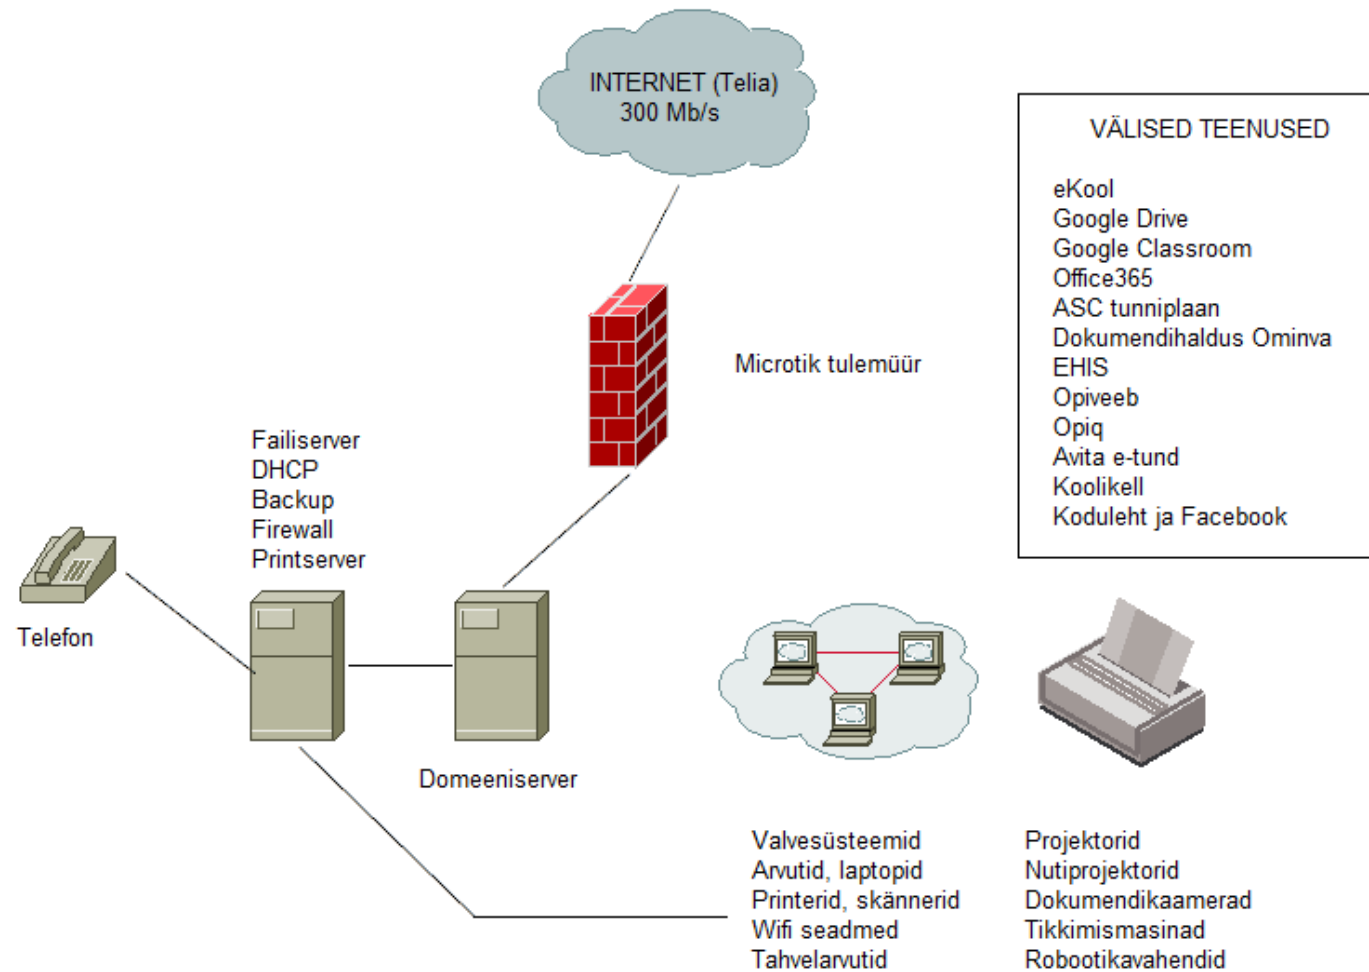 INTERNET (Telia)
300 Mb/s
VÄLISED TEENUSED
eKool
Google Drive
Google Classroom
Office365
ASC tunniplaan
Dokumendihaldus Ominva
EHIS
Opiveeb
Opiq
Avita e-tund
Koolikell
Koduleht ja Facebook
Microtik tulemüür
Failiserver
DHCP
Backup
Firewall
Printserver
Telefon
Domeeniserver
Valvesüsteemid
Arvutid, laptopid
Printerid, skännerid
Wifi seadmed
Tahvelarvutid
Projektorid
Nutiprojektorid
Dokumendikaamerad
Tikkimismasinad
Robootikavahendid